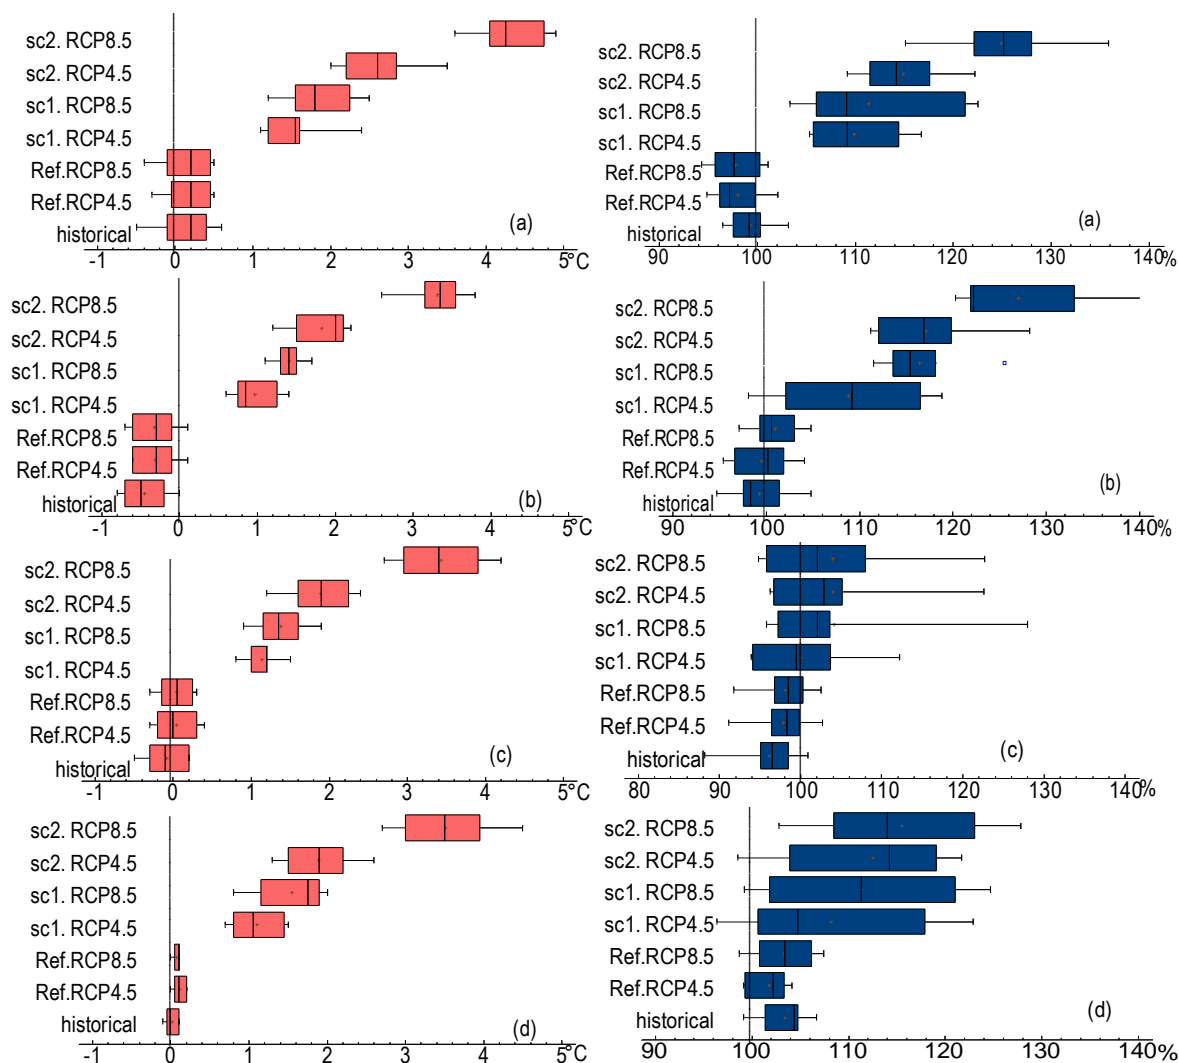 sc2. RCP8.5
sc2. RCP4.5
sc1. RCP8.5
sc1. RCP4.5
Ref.RCP8.5
Ref.RCP4.5
historical
(a)
-1 0 1 2 3 4 5°C
sc2. RCP8.5
sc2. RCP4.5
sc1. RCP8.5
sc1. RCP4.5
Ref.RCP8.5
Ref.RCP4.5
historical
(a)
90 100 110 120 130 140%
sc2. RCP8.5
sc2. RCP4.5
sc1. RCP8.5
sc1. RCP4.5
Ref.RCP8.5
Ref.RCP4.5
historical
(b)
-1 0 1 2 3 4 5°C
sc2. RCP8.5
sc2. RCP4.5
sc1. RCP8.5
sc1. RCP4.5
Ref.RCP8.5
Ref.RCP4.5
historical
(b)
90 100 110 120 130 140%
sc2. RCP8.5
sc2. RCP4.5
sc1. RCP8.5
sc1. RCP4.5
Ref.RCP8.5
Ref.RCP4.5
historical
(c)
-1 0 1 2 3 4 5°C
sc2. RCP8.5
sc2. RCP4.5
sc1. RCP8.5
sc1. RCP4.5
Ref.RCP8.5
Ref.RCP4.5
historical
(c)
80 90 100 110 120 130 140%
sc2. RCP8.5
sc2. RCP4.5
sc1. RCP8.5
sc1. RCP4.5
Ref.RCP8.5
Ref.RCP4.5
historical
(d)
-1 0 1 2 3 4 5°C
sc2. RCP8.5
sc2. RCP4.5
sc1. RCP8.5
sc1. RCP4.5
Ref.RCP8.5
Ref.RCP4.5
historical
(d)
90 100 110 120 130 140%